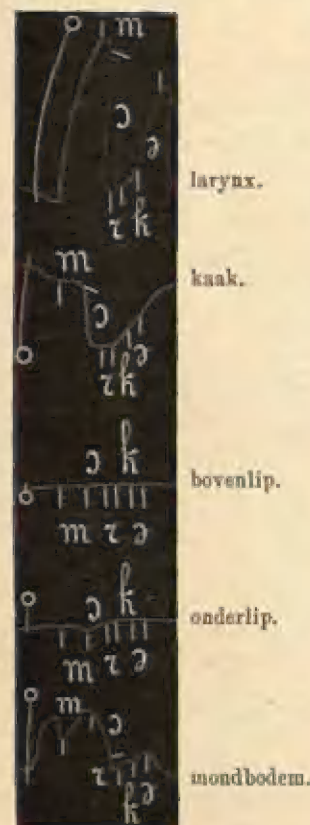 m
ɔ
ə
ɀ k
larynx.
m
kaak.
ɔ
ə
ɀ k
ɔ k
bovenlip.
m ɀ ə
ɔ k
onderlip.
m ɀ ə
m
ɔ
ɀ
mondbodem.
k ə